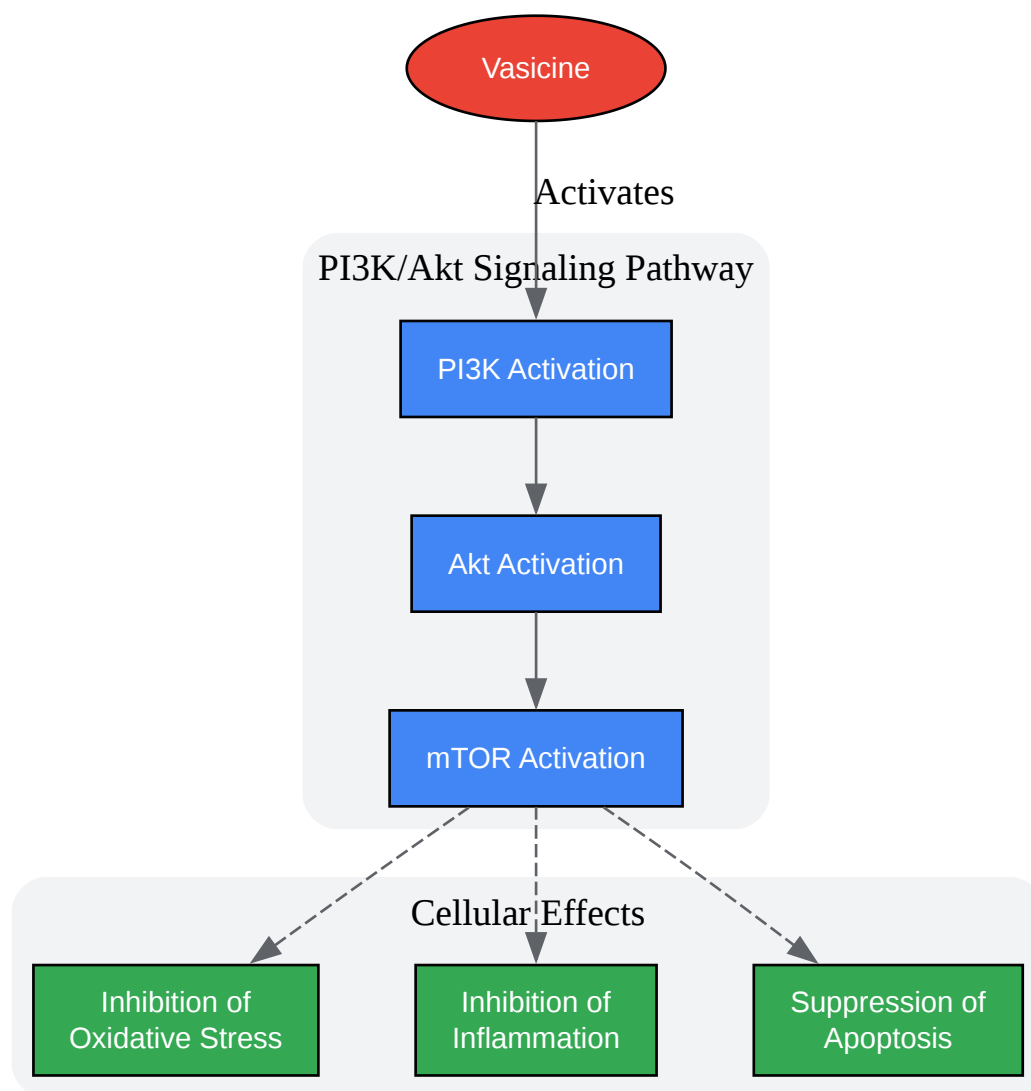 Vasicine
Activates
PI3K/Akt Signaling Pathway
PI3K Activation
Akt Activation
mTOR Activation
Cellular Effects
Inhibition of
Oxidative Stress
Inhibition of
Inflammation
Suppression of
Apoptosis